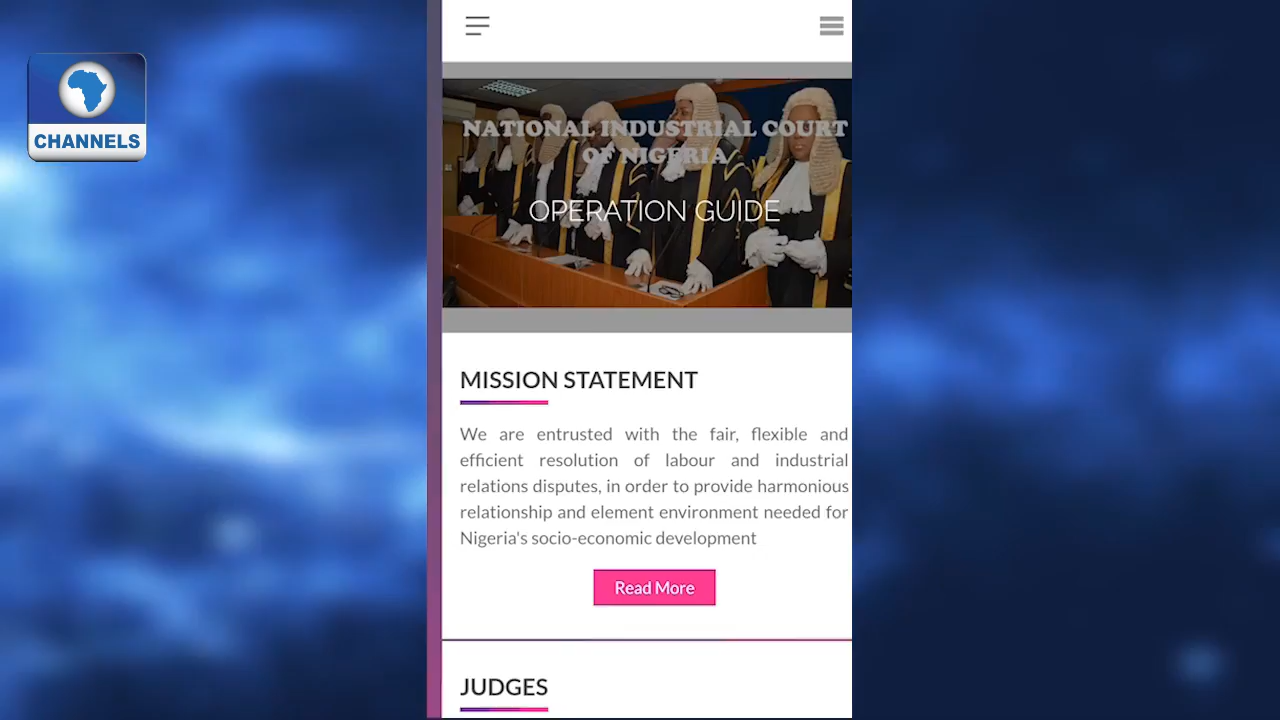 CHANNELS
NATIONAL INDUSTRIAL COURT
OF NIGERIA
OPERATION GUIDE
MISSION STATEMENT
We are entrusted with the fair, flexible and
efficient resolution of labour and industrial
relations disputes, in order to provide harmonious
relationship and element environment needed for
Nigeria's socio-economic development
Read More
JUDGES